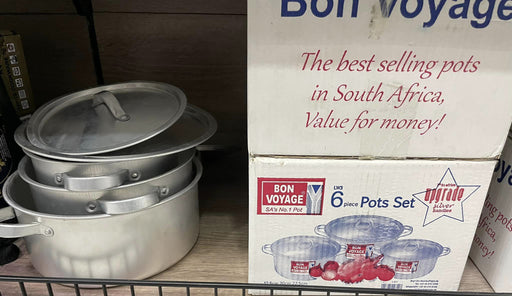 Bon Voyage
The best selling pots
in South Africa,
Value for money!
BON
VOYAGE
SA's No.1 Pot
6 piece Pots Set
upgrade
silver